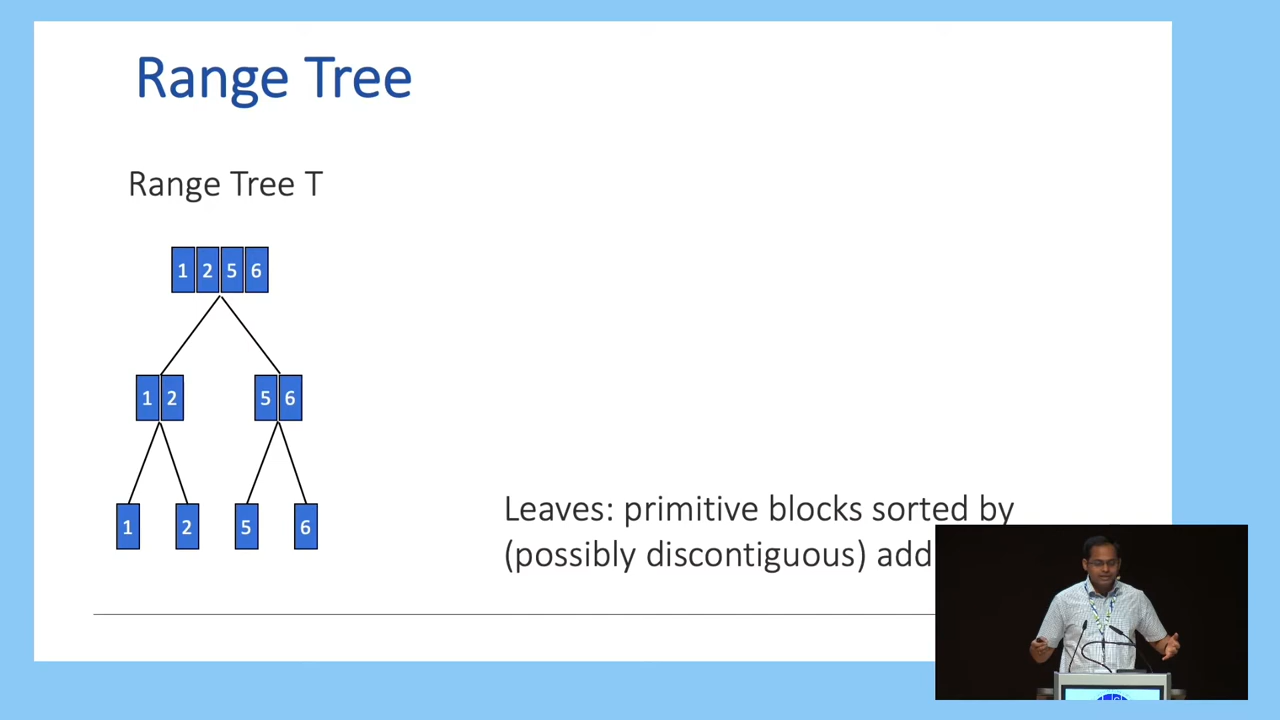 Range Tree
Range Tree T
1 2 5 6
1 2 5 6
1 2 5 6
Leaves: primitive blocks sorted by
(possibly discontiguous)